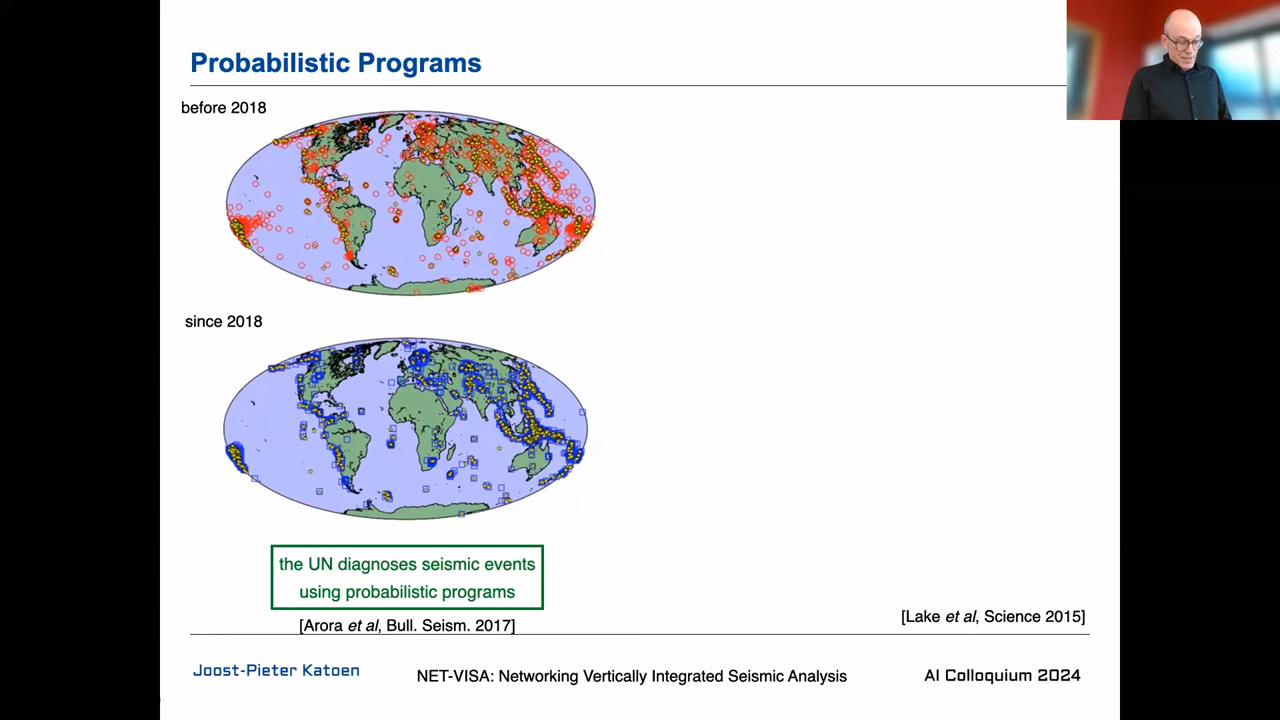 Probabilistic Programs
before 2018
since 2018
the UN diagnoses seismic events
using probabilistic programs
[Arora et al, Bull. Seism. 2017]
[Lake et al, Science 2015]
Joost-Pieter Katoen
NET-VISA: Networking Vertically Integrated Seismic Analysis
AI Colloquium 2024